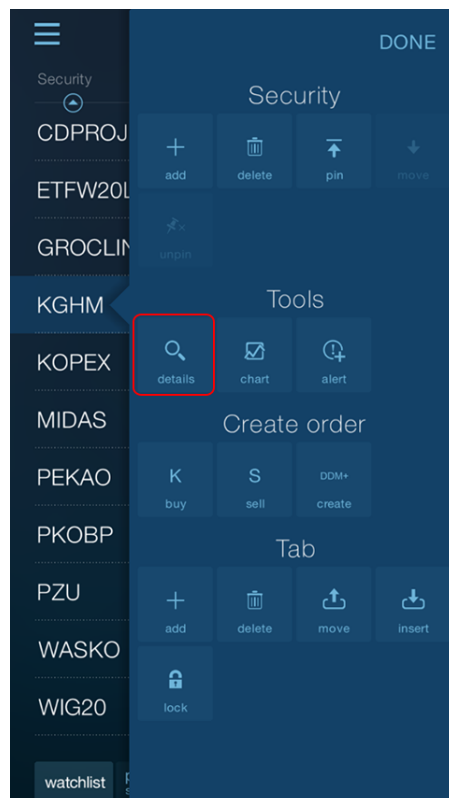 DONE
Security
CDPROJ
ETFW20L
GROCLIN
KGHM
KOPEX
MIDAS
PEKAO
PKOBP
PZU
WASKO
WIG20
watchlist
Security
add delete pin move
unpin
Tools
details chart alert
Create order
K S DDM+
buy sell create
Tab
add delete move insert
lock